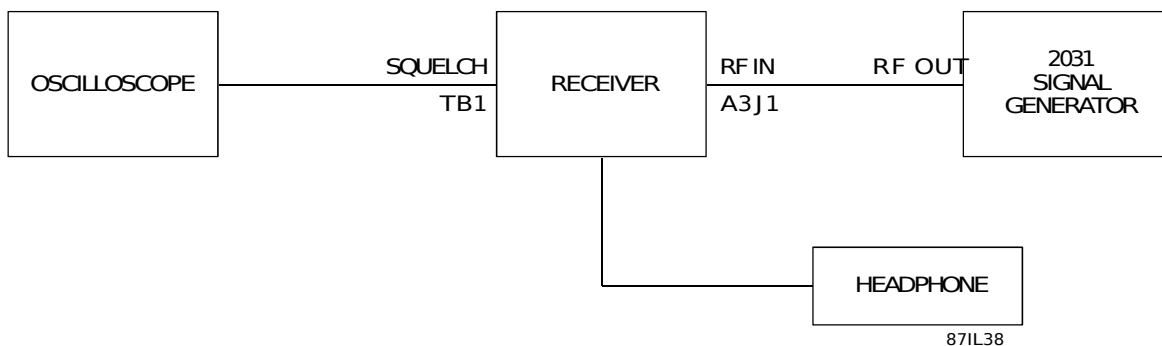 OSCILLOSCOPE
SQUELCH
TB1
RECEIVER
RF IN
A3J1
RF OUT
2031
SIGNAL
GENERATOR
HEADPHONE
87IL38